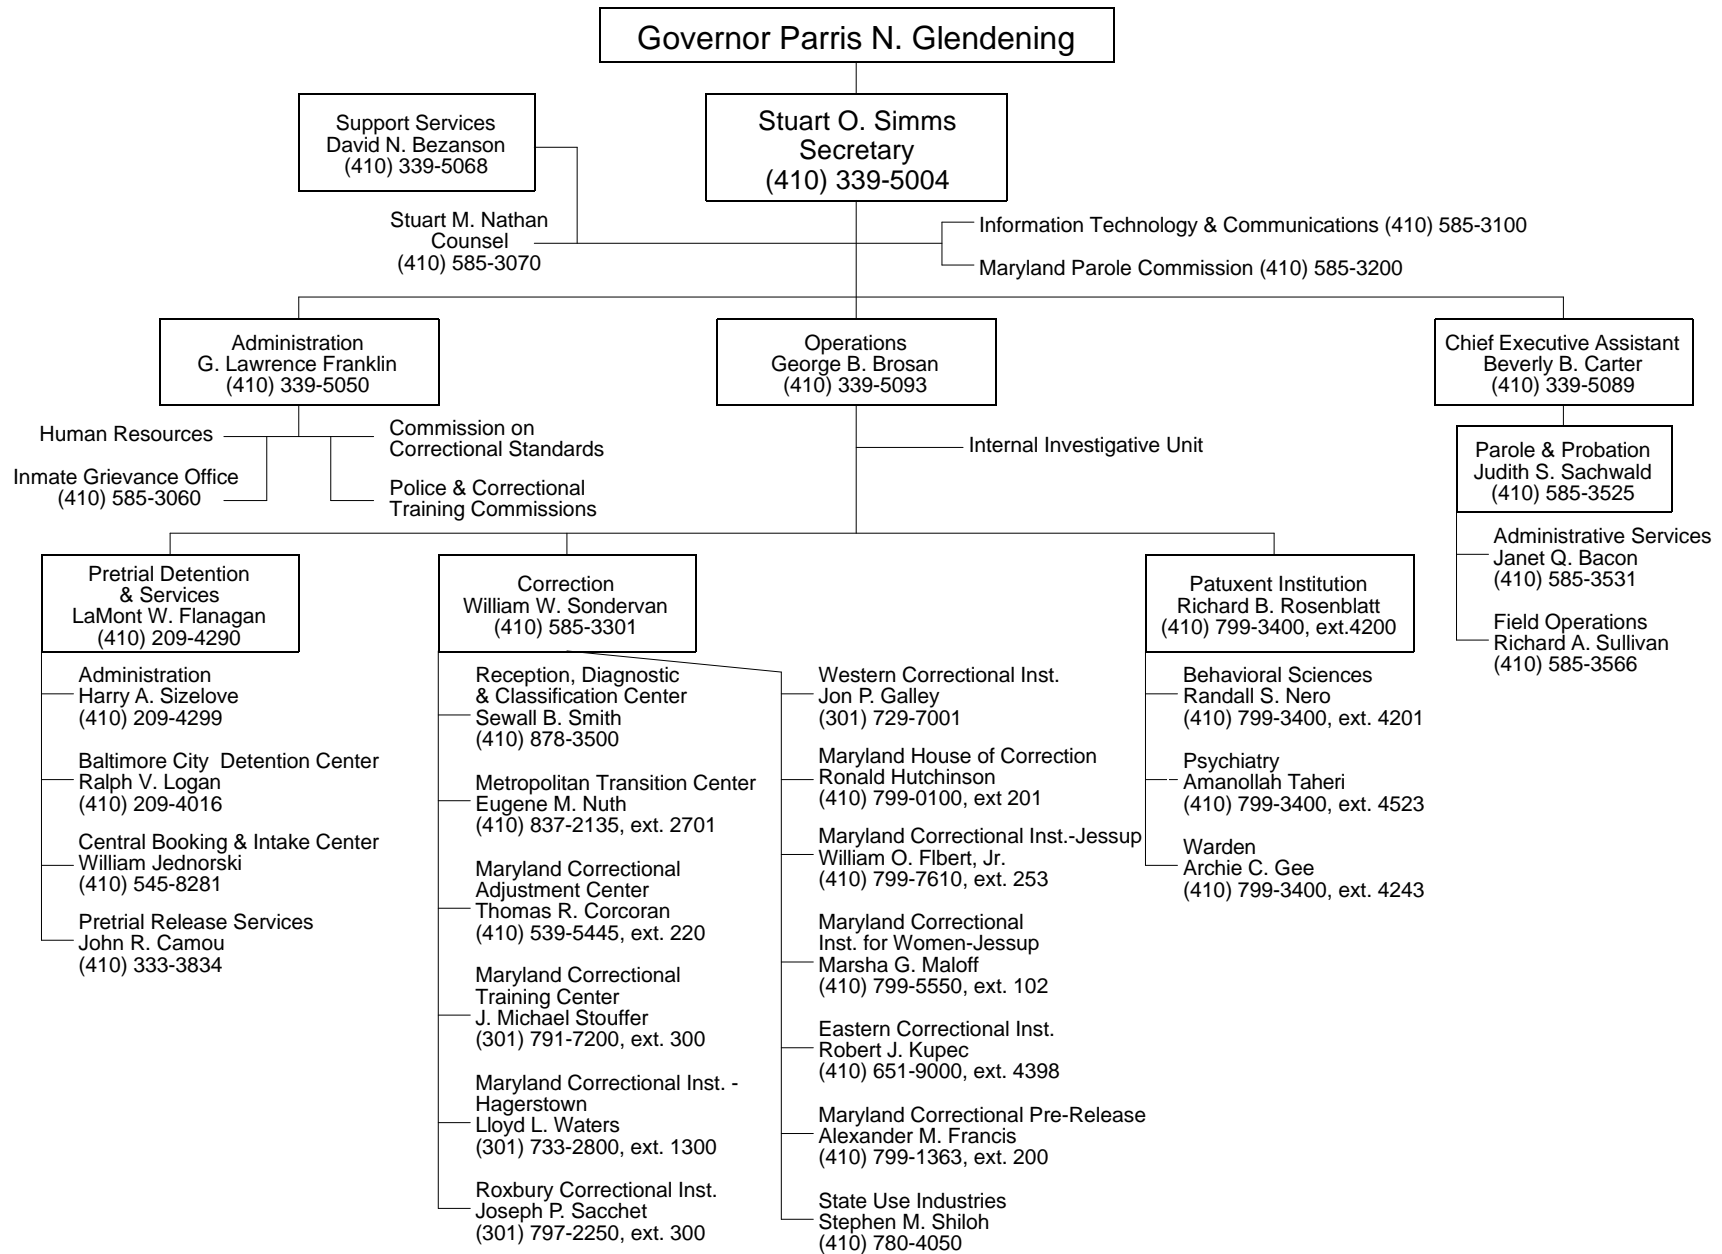 Governor Parris N. Glendening
Support Services
David N. Bezanson
(410) 339-5068
Stuart O. Simms
Secretary
(410) 339-5004
Stuart M. Nathan
Counsel
(410) 585-3070
Information Technology & Communications (410) 585-3100
Maryland Parole Commission (410) 585-3200
Administration
G. Lawrence Franklin
(410) 339-5050
Operations
George B. Brosan
(410) 339-5093
Chief Executive Assistant
Beverly B. Carter
(410) 339-5089
Human Resources
Inmate Grievance Office
(410) 585-3060
Commission on
Correctional Standards
Police & Correctional
Training Commissions
Internal Investigative Unit
Parole & Probation
Judith S. Sachwald
(410) 585-3525
Administrative Services
Janet Q. Bacon
(410) 585-3531
Field Operations
Richard A. Sullivan
(410) 585-3566
Pretrial Detention
& Services
LaMont W. Flanagan
(410) 209-4290
Administration
Harry A. Sizelove
(410) 209-4299
Baltimore City  Detention Center
Ralph V. Logan
(410) 209-4016
Central Booking & Intake Center
William Jednorski
(410) 545-8281
Pretrial Release Services
John R. Camou
(410) 333-3834
Correction
William W. Sondervan
(410) 585-3301
Reception, Diagnostic
& Classification Center
Sewall B. Smith
(410) 878-3500
Metropolitan Transition Center
Eugene M. Nuth
(410) 837-2135, ext. 2701
Maryland Correctional
Adjustment Center
Thomas R. Corcoran
(410) 539-5445, ext. 220
Maryland Correctional
Training Center
J. Michael Stouffer
(301) 791-7200, ext. 300
Maryland Correctional Inst. -
Hagerstown
Lloyd L. Waters
(301) 733-2800, ext. 1300
Roxbury Correctional Inst.
Joseph P. Sacchet
(301) 797-2250, ext. 300
Western Correctional Inst.
Jon P. Galley
(301) 729-7001
Maryland House of Correction
Ronald Hutchinson
(410) 799-0100, ext 201
Maryland Correctional Inst.-Jessup
William O. Flbert, Jr.
(410) 799-7610, ext. 253
Maryland Correctional
Inst. for Women-Jessup
Marsha G. Maloff
(410) 799-5550, ext. 102
Eastern Correctional Inst.
Robert J. Kupec
(410) 651-9000, ext. 4398
Maryland Correctional Pre-Release
Alexander M. Francis
(410) 799-1363, ext. 200
State Use Industries
Stephen M. Shiloh
(410) 780-4050
Patuxent Institution
Richard B. Rosenblatt
(410) 799-3400, ext.4200
Behavioral Sciences
Randall S. Nero
(410) 799-3400, ext. 4201
Psychiatry
Amanollah Taheri
(410) 799-3400, ext. 4523
Warden
Archie C. Gee
(410) 799-3400, ext. 4243